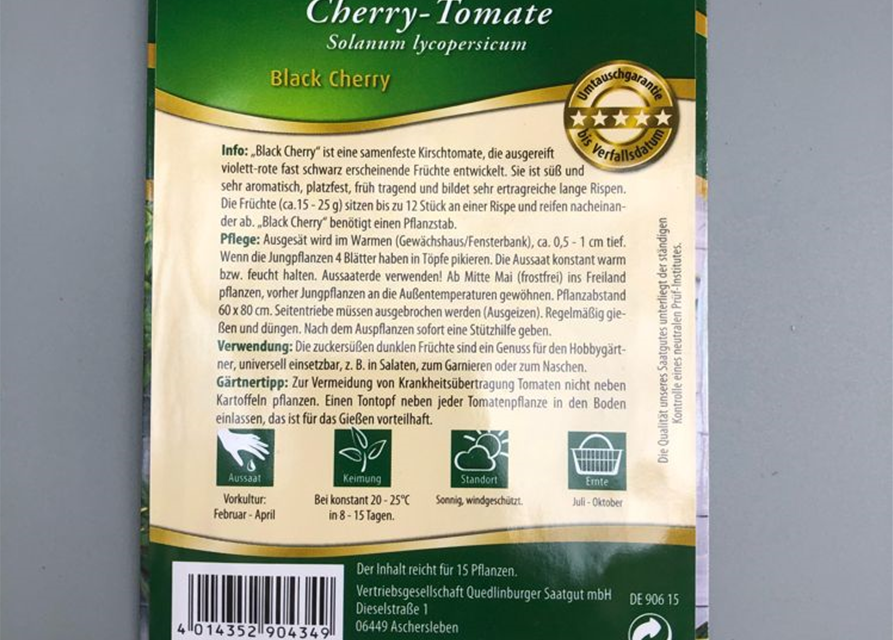 Cherry-Tomate
Solanum lycopersicum
Black Cherry
Umtauschgarantie
bis Verfallsdatum
Info: „Black Cherry“ ist eine samenfeste Kirschtomate, die ausgereift
violett-rote fast schwarz erscheinende Früchte entwickelt. Sie ist süß und
sehr aromatisch, platzfest, früh tragend und bildet sehr ertragreiche lange Rispen.
Die Früchte (ca.15 - 25 g) sitzen bis zu 12 Stück an einer Rispe und reifen nacheinan-
der ab. „Black Cherry“ benötigt einen Pflanzstab.
Pflege: Ausgesät wird im Warmen (Gewächshaus/Fensterbank), ca. 0,5 - 1 cm tief.
Wenn die Jungpflanzen 4 Blätter haben in Töpfe pikieren. Die Aussaat konstant warm
bzw. feucht halten. Aussaaterde verwenden! Ab Mitte Mai (frostfrei) ins Freiland
pflanzen, vorher Jungpflanzen an die Außentemperaturen gewöhnen. Pflanzabstand
60 x 80 cm. Seitentriebe müssen ausgebrochen werden (Ausgeizen). Regelmäßig gie-
ßen und düngen. Nach dem Auspflanzen sofort eine Stützhilfe geben.
Verwendung: Die zuckersüßen dunklen Früchte sind ein Genuss für den Hobbygärt-
ner, universell einsetzbar, z. B. in Salaten, zum Garnieren oder zum Naschen.
Gärtnertipp: Zur Vermeidung von Krankheitsübertragung Tomaten nicht neben
Kartoffeln pflanzen. Einen Tontopf neben jeder Tomatenpflanze in den Boden
einlassen, das ist für das Gießen vorteilhaft.
Die Qualität unseres Saatgutes unterliegt der ständigen
Kontrolle eines neutralen Prüf-Institutes.
Aussaat
Vorkultur:
Februar - April
Keimung
Bei konstant 20 - 25°C
in 8 - 15 Tagen.
Standort
Sonnig, windgeschützt.
Ernte
Juli - Oktober
Der Inhalt reicht für 15 Pflanzen.
Vertriebsgesellschaft Quedlinburger Saatgut mbH
Dieselstraße 1
06449 Aschersleben
DE 906 15
4 014352 904349